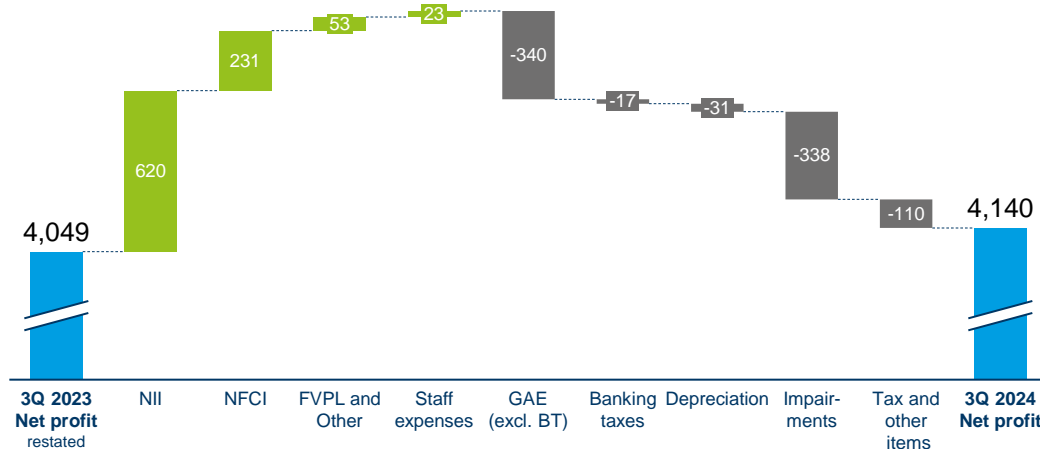 23
53
-340
231
-17
-31
-338
620
-110
4,049
4,140
3Q 2023
Net profit
restated
NII
NFCI
FVPL and
Other
Staff
expenses
GAE
(excl. BT)
Banking
taxes
Depreciation
Impair-
ments
Tax and
other
items
3Q 2024
Net profit